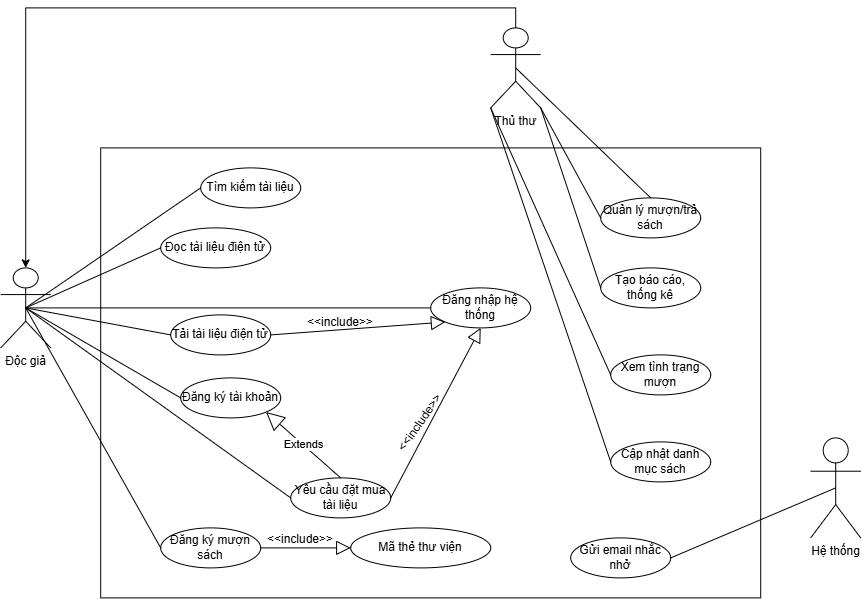 Thủ thư
Tìm kiếm tài liệu
Quản lý mượn/trả
sách
Đọc tài liệu điện tử
Tạo báo cáo,
thống kê
Đăng nhập hệ
thống
<<include>>
Tải tài liệu điện tử
Độc giả
Xem tình trạng
mượn
Đăng ký tài khoản
<<include>>
Extends
Cập nhật danh
mục sách
Yêu cầu đặt mua
tài liệu
Đăng ký mượn
sách
<<include>>
Mã thẻ thư viện
Gửi email nhắc
nhở
Hệ thống